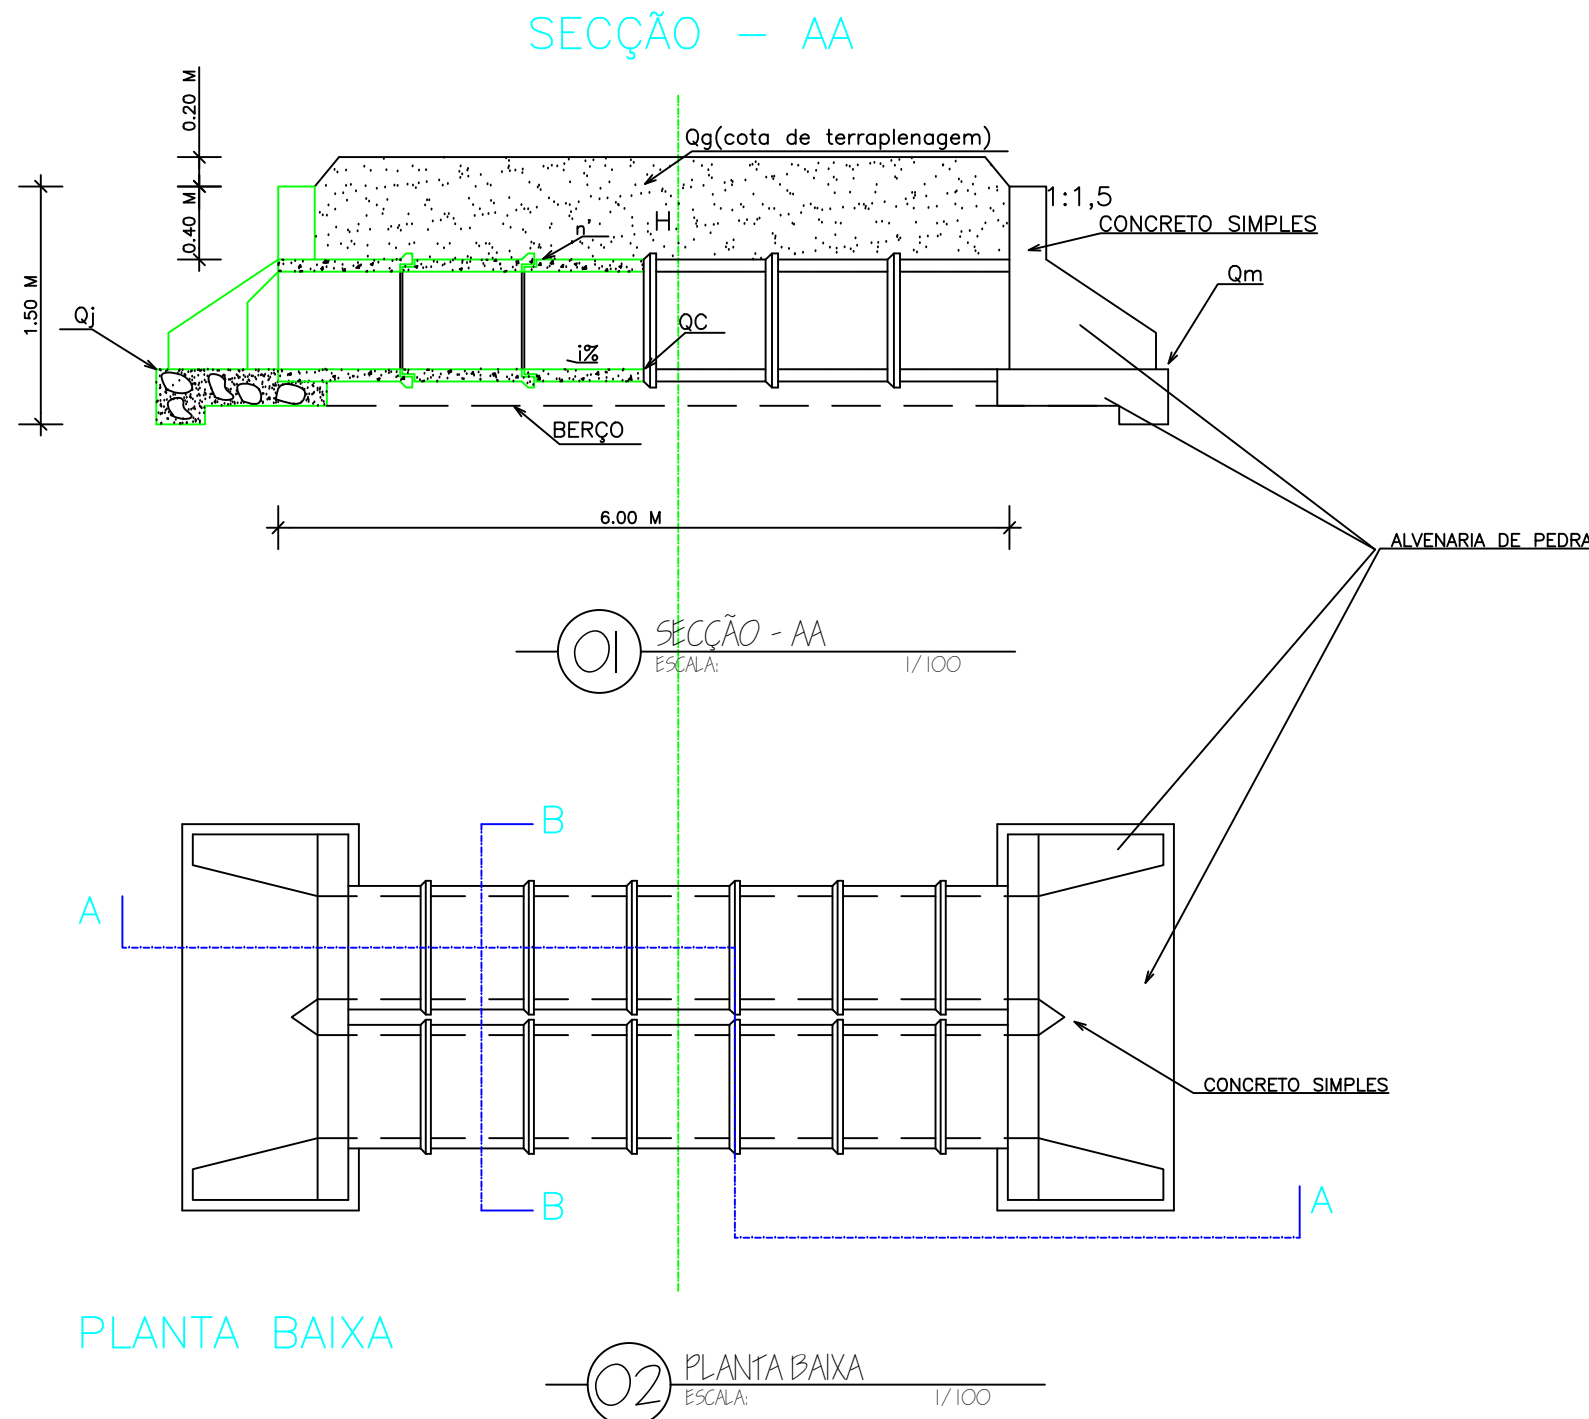 SECÇÃO - AA
0.20 M
Qg(cota de terraplenagem)
0.40 M
1:1,5
H
n'
CONCRETO SIMPLES
1.50 M
Qm
Qj
QC
i%
BERÇO
6.00 M
ALVENARIA DE PEDRA
01 SECÇÃO - AA
ESCALA: 1/100
B
A
CONCRETO SIMPLES
B
A
PLANTA BAIXA
02 PLANTA BAIXA
ESCALA: 1/100